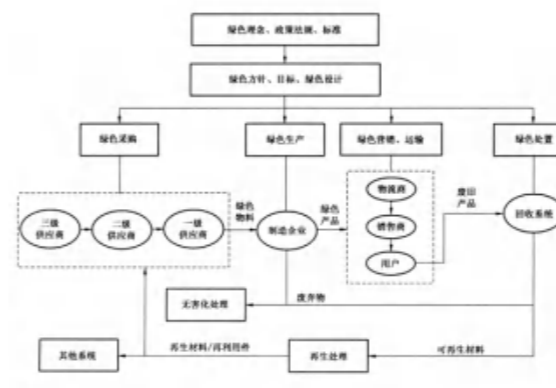 绿色理念、政策法规、标准
绿色方针、目标、绿色设计
绿色采购
绿色生产
绿色营销、运输
绿色处置
三级
供应商
二级
供应商
一级
供应商
绿色
物料
制造企业
绿色
产品
物流商
销售商
用户
废旧
产品
回收系统
无害化处理
废弃物
其他系统
再生材料/再利用件
再生处理
可再生材料